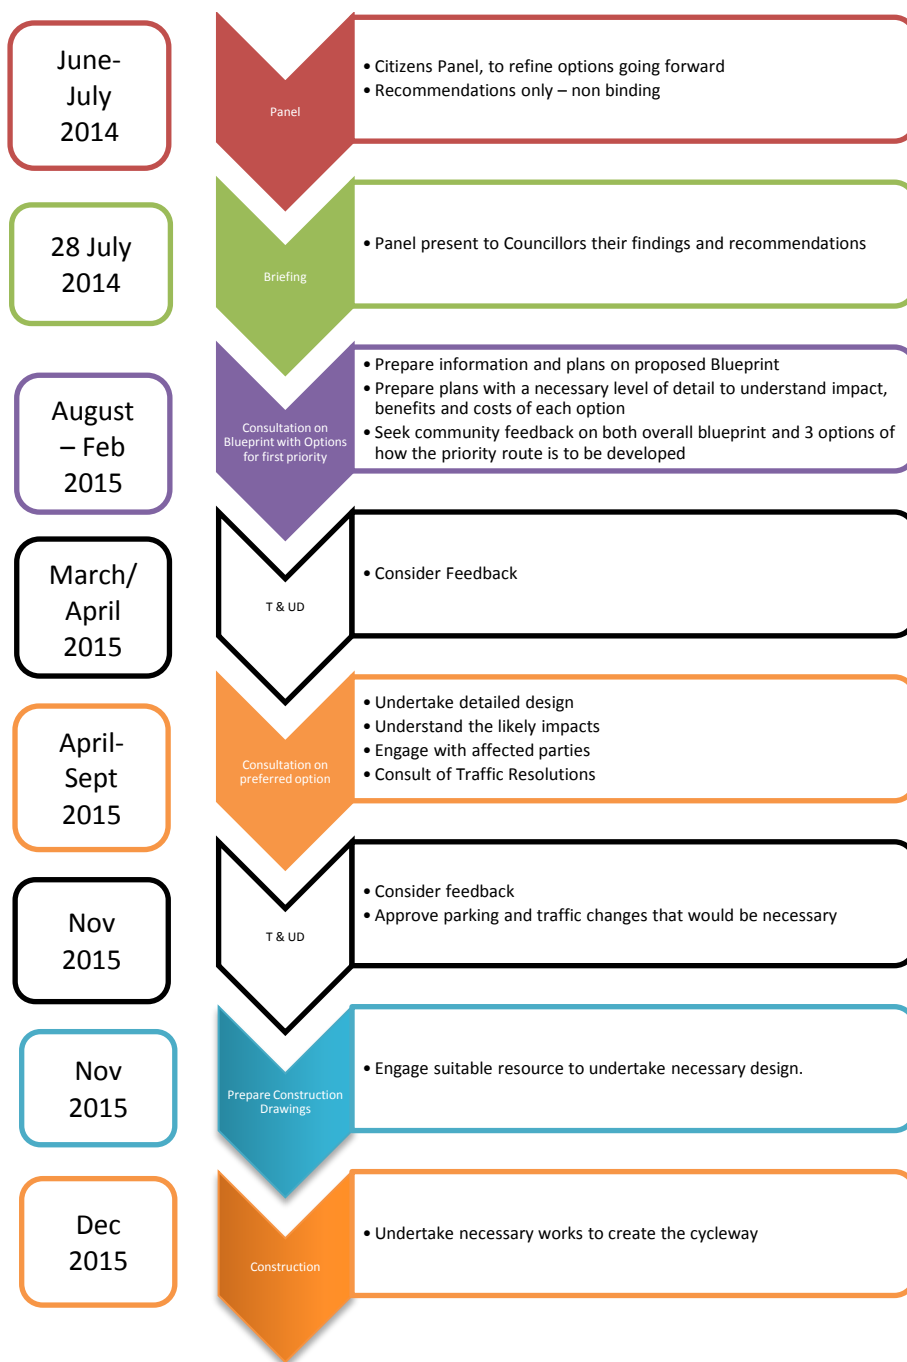 June-
July
2014
Panel
• Citizens Panel, to refine options going forward
• Recommendations only – non binding
28 July
2014
Briefing
• Panel present to Councillors their findings and recommendations
August
– Feb
2015
Consultation on
Blueprint with Options
for first priority
• Prepare information and plans on proposed Blueprint
• Prepare plans with a necessary level of detail to understand impact,
benefits and costs of each option
• Seek community feedback on both overall blueprint and 3 options of
how the priority route is to be developed
March/
April
2015
T & UD
• Consider Feedback
April-
Sept
2015
Consultation on
preferred option
• Undertake detailed design
• Understand the likely impacts
• Engage with affected parties
• Consult of Traffic Resolutions
Nov
2015
T & UD
• Consider feedback
• Approve parking and traffic changes that would be necessary
Nov
2015
Prepare Construction
Drawings
• Engage suitable resource to undertake necessary design.
Dec
2015
Construction
• Undertake necessary works to create the cycleway